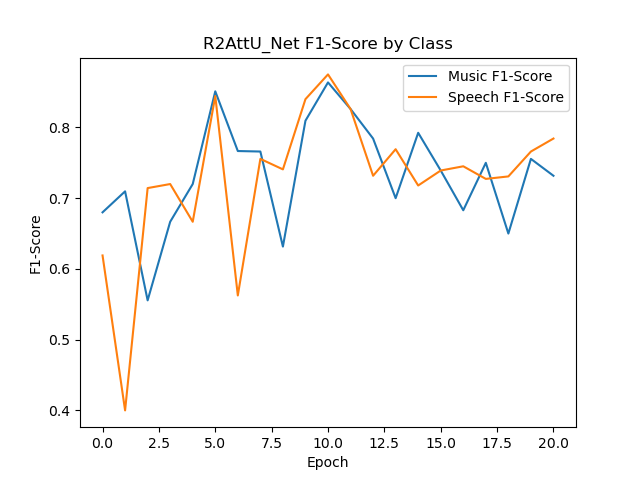 R2AttU_Net F1-Score by Class
Music F1-Score
Speech F1-Score
F1-Score
0.8
0.7
0.6
0.5
0.4
0.0 2.5 5.0 7.5 10.0 12.5 15.0 17.5 20.0
Epoch